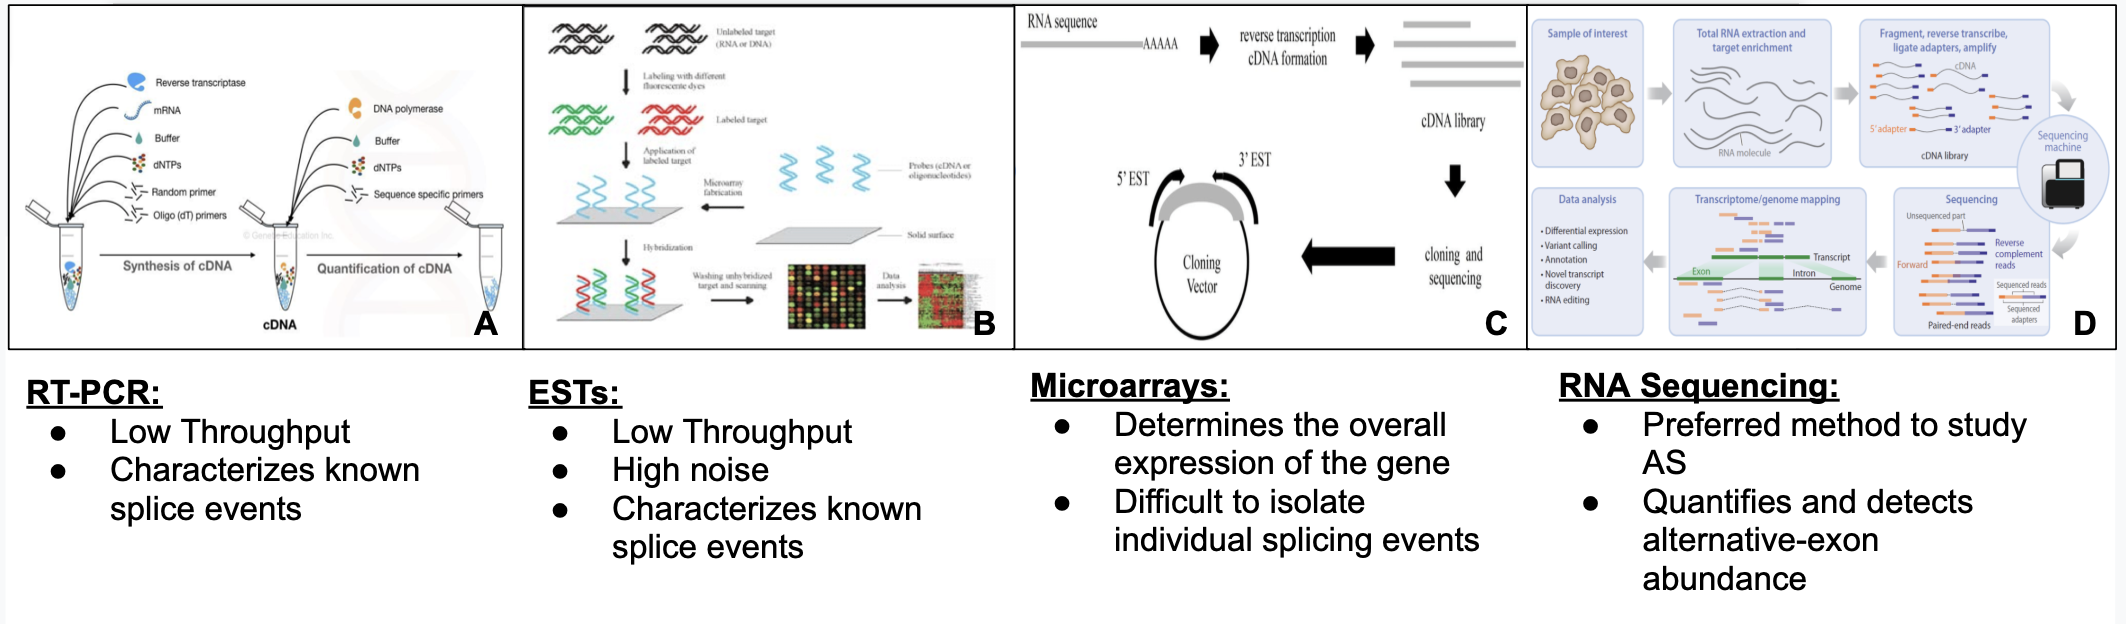 Reverse transcriptase
mRNA
Buffer
dNTPs
Random primer
Oligo (dT) primers
DNA polymerase
Buffer
dNTPs
Sequence specific primers
© Genetic Education Inc.
Synthesis of cDNA
Quantification of cDNA
cDNA
A
Unlabeled target
(RNA or DNA)
Labeling with different
fluorescente dyes
Labeled target
Application of
labeled target
Microarray
fabrication
Probes (cDNA or
oligonucleotides)
Solid surface
Hybridization
Washing unhybridized
target and scanning
Data
analysis
B
RNA sequence
AAAAA
reverse transcription
cDNA formation
cDNA library
cloning and
sequencing
3' EST
5' EST
Cloning
Vector
C
Sample of interest
Total RNA extraction and
target enrichment
RNA molecule
Fragment, reverse transcribe,
ligate adapters, amplify
cDNA
5' adapter
3' adapter
cDNA library
Sequencing
machine
Sequencing
Unsequenced part
Reverse
complement
reads
Forward
Sequenced reads
Sequenced
adapters
Paired-end reads
Transcriptome/genome mapping
Transcript
Exon
Intron
Genome
Data analysis
• Differential expression
• Variant calling
• Annotation
• Novel transcript
discovery
• RNA editing
D
RT-PCR:
● Low Throughput
● Characterizes known
splice events
ESTs:
● Low Throughput
● High noise
● Characterizes known
splice events
Microarrays:
● Determines the overall
expression of the gene
● Difficult to isolate
individual splicing events
RNA Sequencing:
● Preferred method to study
AS
● Quantifies and detects
alternative-exon
abundance